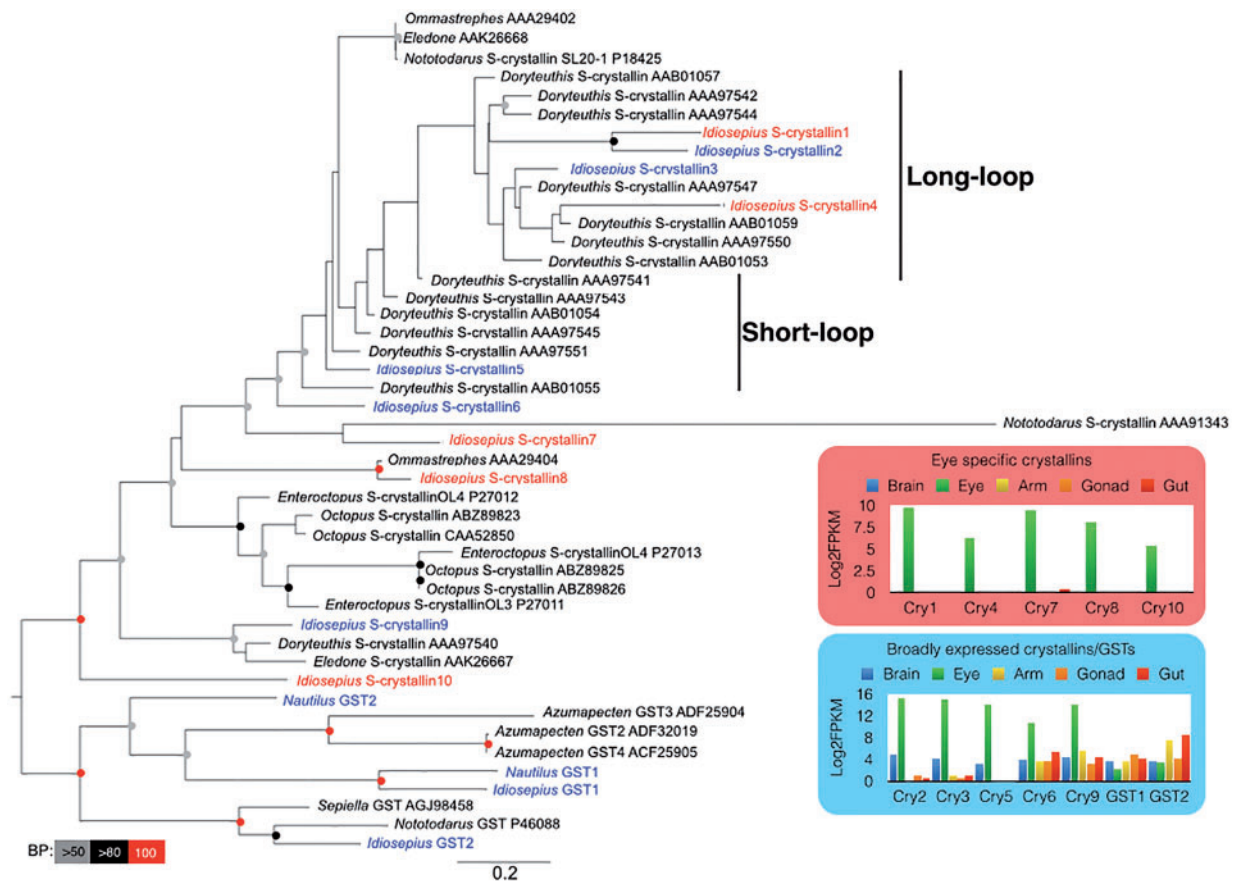 Ommastrephes AAA29402
Eledone AAK26668
Nototodarus S-crystallin SL20-1 P18425
Doryteuthis S-crystallin AAB01057
Doryteuthis S-crystallin AAA97542
Doryteuthis S-crystallin AAA97544
Idiosepius S-crystallin1
Idiosepius S-crystallin2
Idiosepius S-crystallin3
Doryteuthis S-crystallin AAA97547
Idiosepius S-crystallin4
Doryteuthis S-crystallin AAB01059
Doryteuthis S-crystallin AAA97550
Doryteuthis S-crystallin AAB01053
Doryteuthis S-crystallin AAA97541
Long-loop
Doryteuthis S-crystallin AAA97543
Doryteuthis S-crystallin AAB01054
Doryteuthis S-crystallin AAA97545
Doryteuthis S-crystallin AAA97551
Idiosepius S-crystallin5
Doryteuthis S-crystallin AAB01055
Short-loop
Idiosepius S-crystallin6
Nototodarus S-crystallin AAA91343
Idiosepius S-crystallin7
Ommastrephes AAA29404
Idiosepius S-crystallin8
Enteroctopus S-crystallinOL4 P27012
Octopus S-crystallin ABZ89823
Octopus S-crystallin CAA52850
Enteroctopus S-crystallinOL4 P27013
Octopus S-crystallin ABZ89825
Octopus S-crystallin ABZ89826
Enteroctopus S-crystallinOL3 P27011
Idiosepius S-crystallin9
Doryteuthis S-crystallin AAA97540
Eledone S-crystallin AAK26667
Idiosepius S-crystallin10
Nautilus GST2
Azumapecten GST3 ADF25904
Azumapecten GST2 ADF32019
Azumapecten GST4 ACF25905
Nautilus GST1
Idiosepius GST1
Sepiella GST AGJ98458
Nototodarus GST P46088
Idiosepius GST2
BP: >50 >80 100
0.2
Eye specific crystallins
Brain Eye Arm Gonad Gut
Log2FPKM
10
7.5
5
2.5
0
Cry1 Cry4 Cry7 Cry8 Cry10
Broadly expressed crystallins/GSTs
Brain Eye Arm Gonad Gut
Log2FPKM
16
12
8
4
0
Cry2 Cry3 Cry5 Cry6 Cry9 GST1 GST2